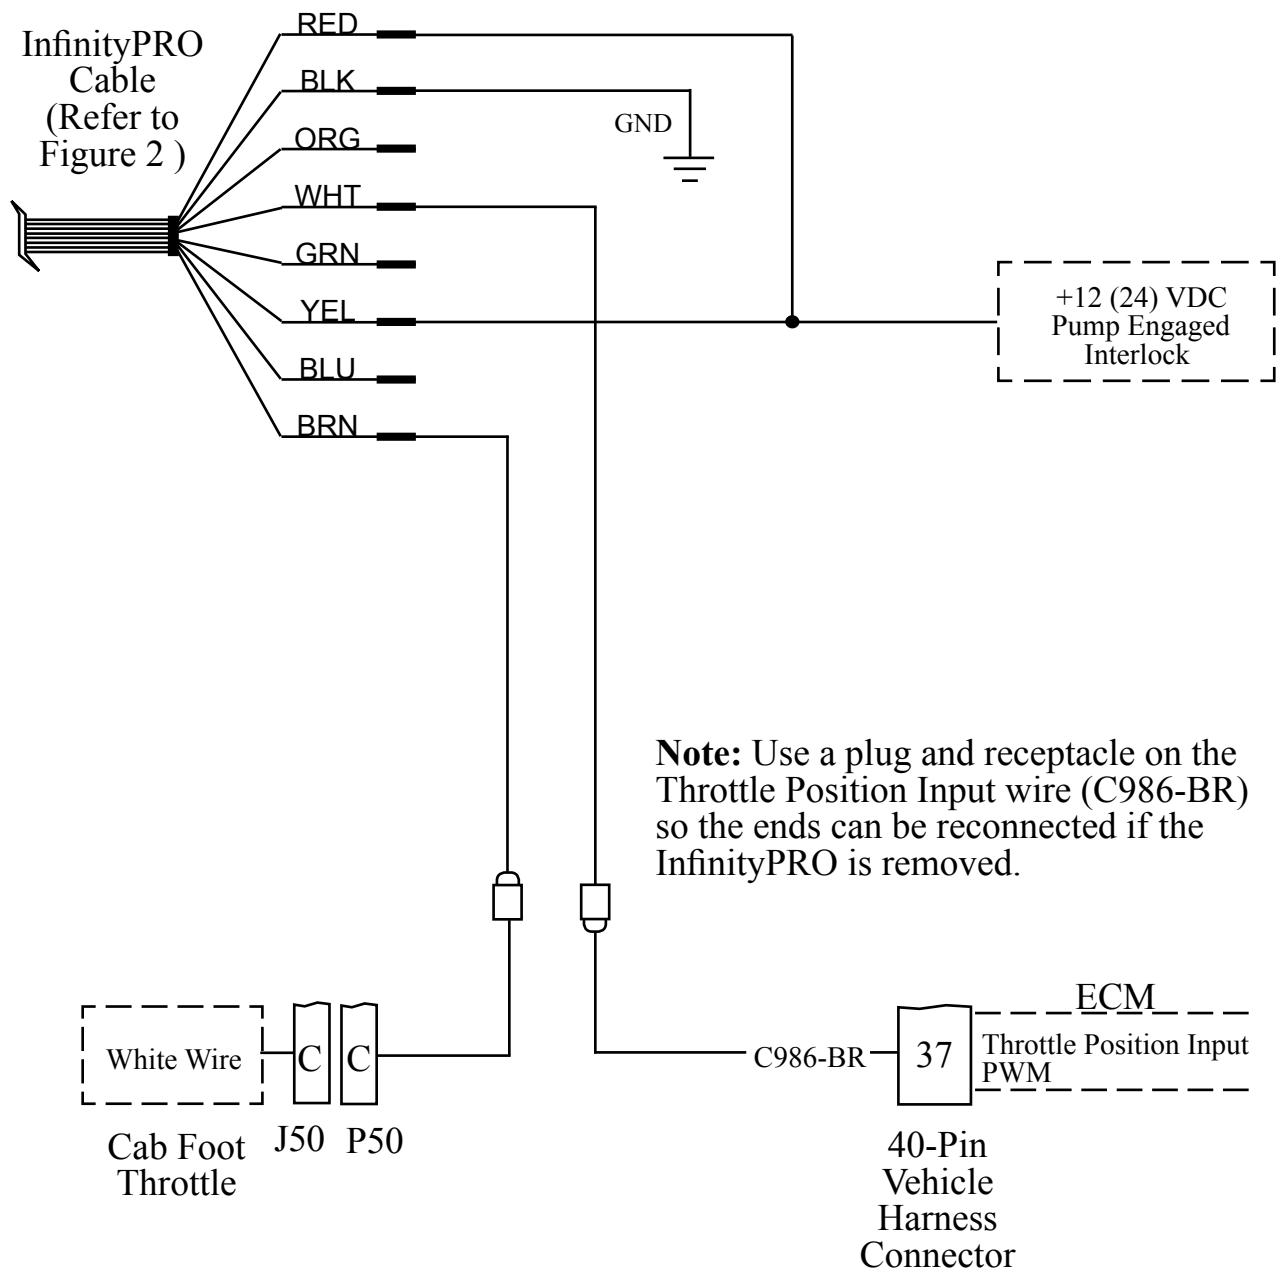 InfinityPRO
Cable
(Refer to
Figure 2 )
RED
BLK
ORG
WHT
GRN
YEL
BLU
BRN
GND
+12 (24) VDC
Pump Engaged
Interlock
Note: Use a plug and receptacle on the
Throttle Position Input wire (C986-BR)
so the ends can be reconnected if the
InfinityPRO is removed.
White Wire
C
C
J50
P50
Cab Foot
Throttle
C986-BR
37
ECM
Throttle Position Input
PWM
40-Pin
Vehicle
Harness
Connector